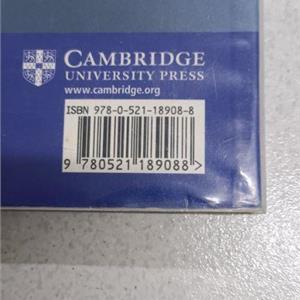 CAMBRIDGE
UNIVERSITY PRESS
www.cambridge.org
ISBN 978-0-521-18908-8
9 780521 189088 >